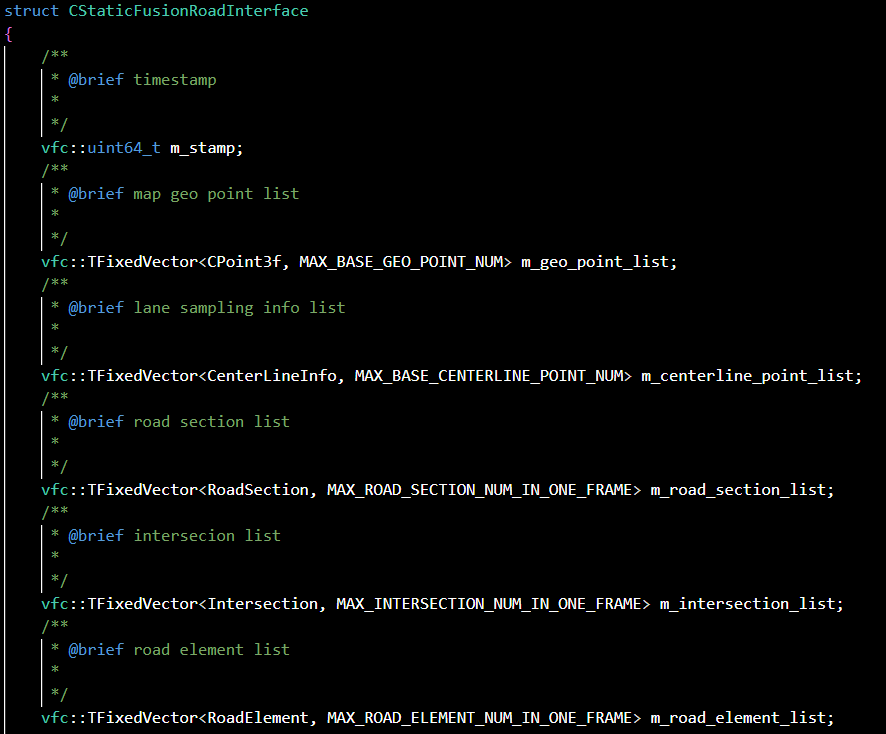 struct CStaticFusionRoadInterface
{
/**
* @brief timestamp
*
*/
vfc::uint64_t m_stamp;
/**
* @brief map geo point list
*
*/
vfc::TFixedVector<CPoint3f, MAX_BASE_GEO_POINT_NUM> m_geo_point_list;
/**
* @brief lane sampling info list
*
*/
vfc::TFixedVector<CenterLineInfo, MAX_BASE_CENTERLINE_POINT_NUM> m_centerline_point_list;
/**
* @brief road section list
*
*/
vfc::TFixedVector<RoadSection, MAX_ROAD_SECTION_NUM_IN_ONE_FRAME> m_road_section_list;
/**
* @brief intersecion list
*
*/
vfc::TFixedVector<Intersection, MAX_INTERSECTION_NUM_IN_ONE_FRAME> m_intersection_list;
/**
* @brief road element list
*
*/
vfc::TFixedVector<RoadElement, MAX_ROAD_ELEMENT_NUM_IN_ONE_FRAME> m_road_element_list;